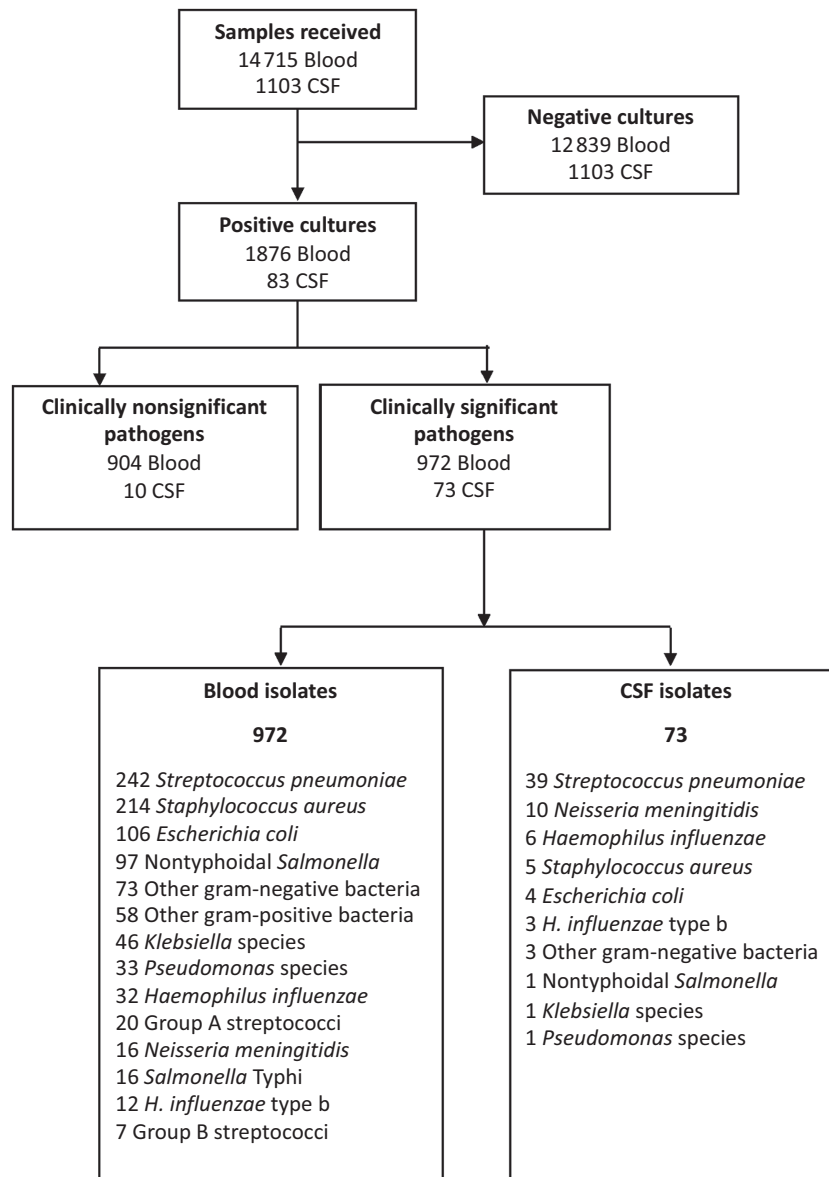 Samples received
14 715 Blood
1103 CSF
Negative cultures
12 839 Blood
1103 CSF
Positive cultures
1876 Blood
83 CSF
Clinically nonsignificant
pathogens
904 Blood
10 CSF
Clinically significant
pathogens
972 Blood
73 CSF
Blood isolates
972
242 Streptococcus pneumoniae
214 Staphylococcus aureus
106 Escherichia coli
97 Nontyphoidal Salmonella
73 Other gram-negative bacteria
58 Other gram-positive bacteria
46 Klebsiella species
33 Pseudomonas species
32 Haemophilus influenzae
20 Group A streptococci
16 Neisseria meningitidis
16 Salmonella Typhi
12 H. influenzae type b
7 Group B streptococci
CSF isolates
73
39 Streptococcus pneumoniae
10 Neisseria meningitidis
6 Haemophilus influenzae
5 Staphylococcus aureus
4 Escherichia coli
3 H. influenzae type b
3 Other gram-negative bacteria
1 Nontyphoidal Salmonella
1 Klebsiella species
1 Pseudomonas species